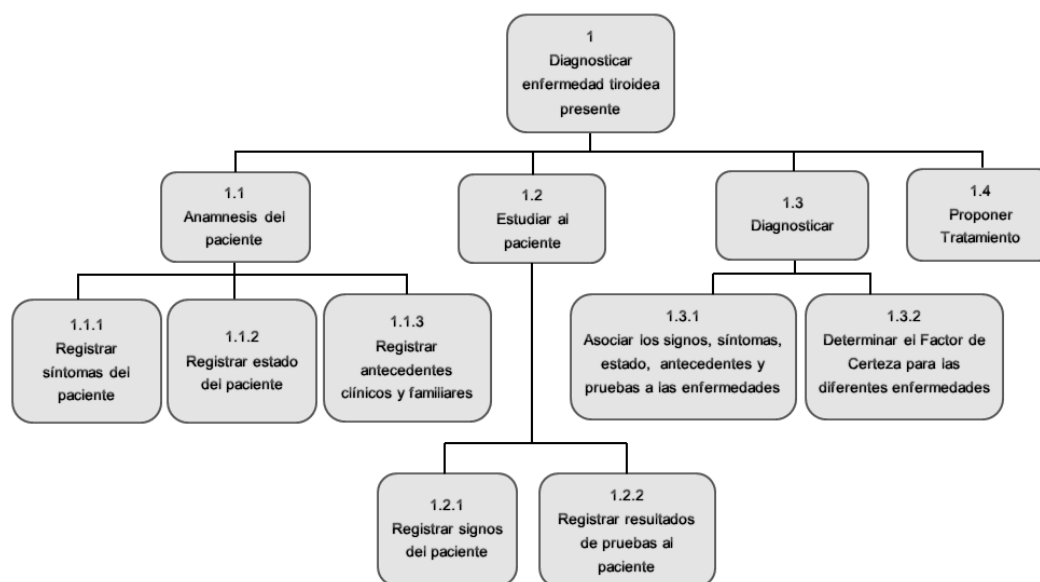 1
Diagnosticar
enfermedad tiroidea
presente
1.1
Anamnesis del
paciente
1.2
Estudiar al
paciente
1.3
Diagnosticar
1.4
Proponer
Tratamiento
1.1.1
Registrar
síntomas del
paciente
1.1.2
Registrar estado
del paciente
1.1.3
Registrar
antecedentes
clínicos y familiares
1.3.1
Asociar los signos, síntomas,
estado, antecedentes y
pruebas a las enfermedades
1.3.2
Determinar el Factor de
Certeza para las
diferentes enfermedades
1.2.1
Registrar signos
del paciente
1.2.2
Registrar resultados
de pruebas al
paciente